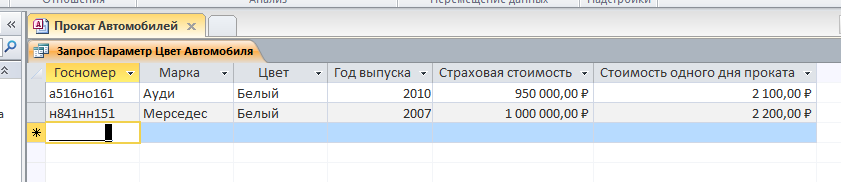 Отношения Анализ Перемещение данных Надстройки
Прокат Автомобилей
Запрос Параметр Цвет Автомобиля
Госномер Марка Цвет Год выпуска Страховая стоимость Стоимость одного дня проката
а516но161 Ауди Белый 2010 950 000,00 ₽ 2 100,00 ₽
н841нн151 Мерседес Белый 2007 1 000 000,00 ₽ 2 200,00 ₽